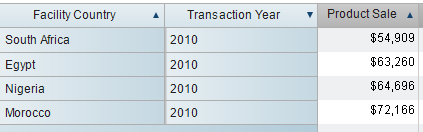 Facility Country ▲ Transaction Year ▼ Product Sale ▲
South Africa 2010 $54,909
Egypt 2010 $63,260
Nigeria 2010 $64,696
Morocco 2010 $72,166